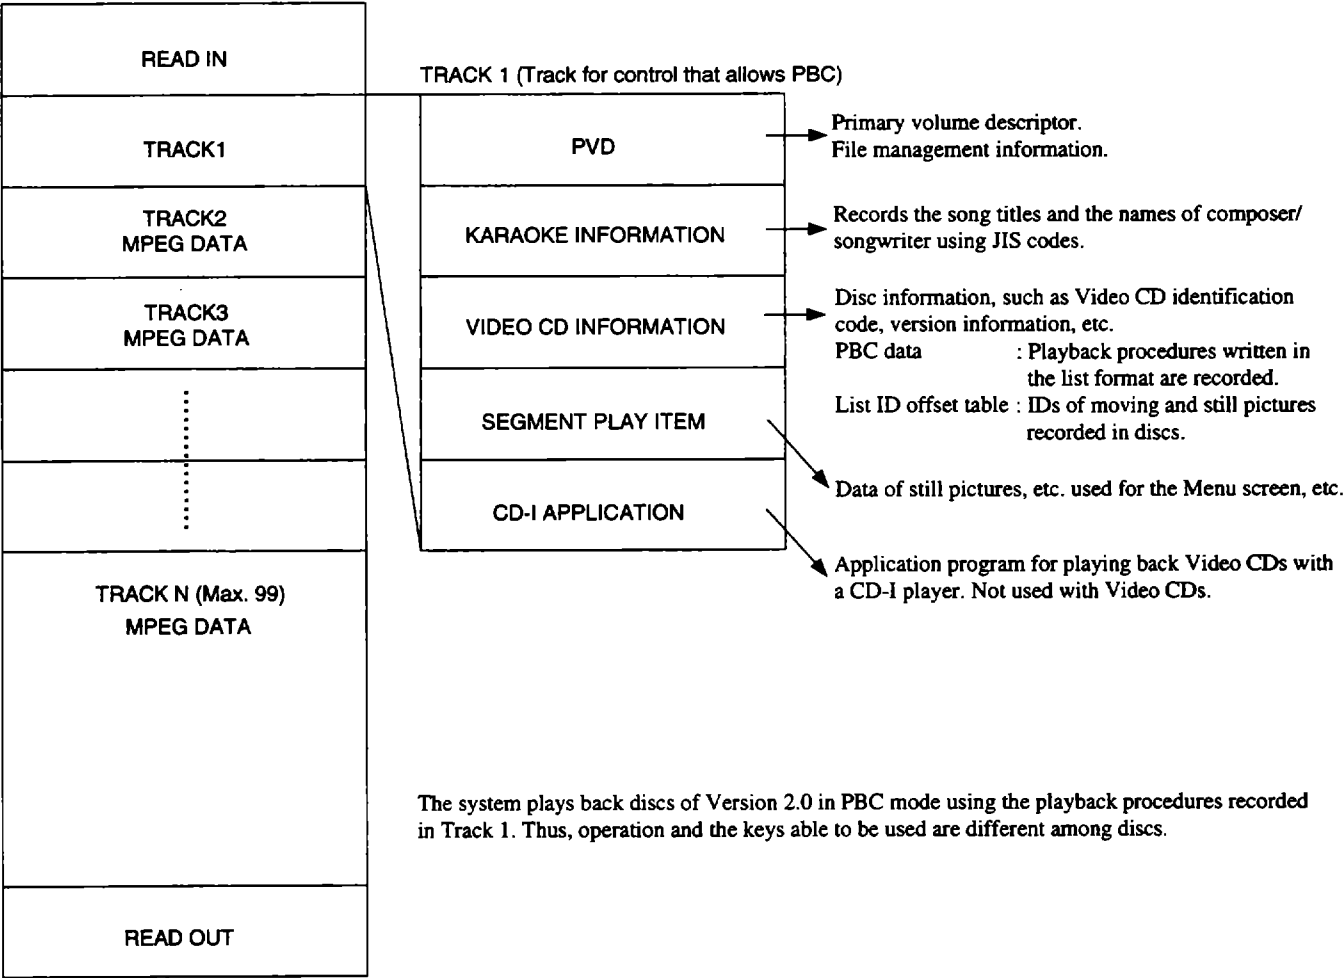 READ IN
TRACK1
TRACK2
MPEG DATA
TRACK3
MPEG DATA
TRACK N (Max. 99)
MPEG DATA
READ OUT
TRACK 1 (Track for control that allows PBC)
PVD
Primary volume descriptor.
File management information.
KARAOKE INFORMATION
Records the song titles and the names of composer/
songwriter using JIS codes.
VIDEO CD INFORMATION
Disc information, such as Video CD identification
code, version information, etc.
PBC data : Playback procedures written in
the list format are recorded.
List ID offset table : IDs of moving and still pictures
recorded in discs.
SEGMENT PLAY ITEM
Data of still pictures, etc. used for the Menu screen, etc.
CD-I APPLICATION
Application program for playing back Video CDs with
a CD-I player. Not used with Video CDs.
The system plays back discs of Version 2.0 in PBC mode using the playback procedures recorded
in Track 1. Thus, operation and the keys able to be used are different among discs.